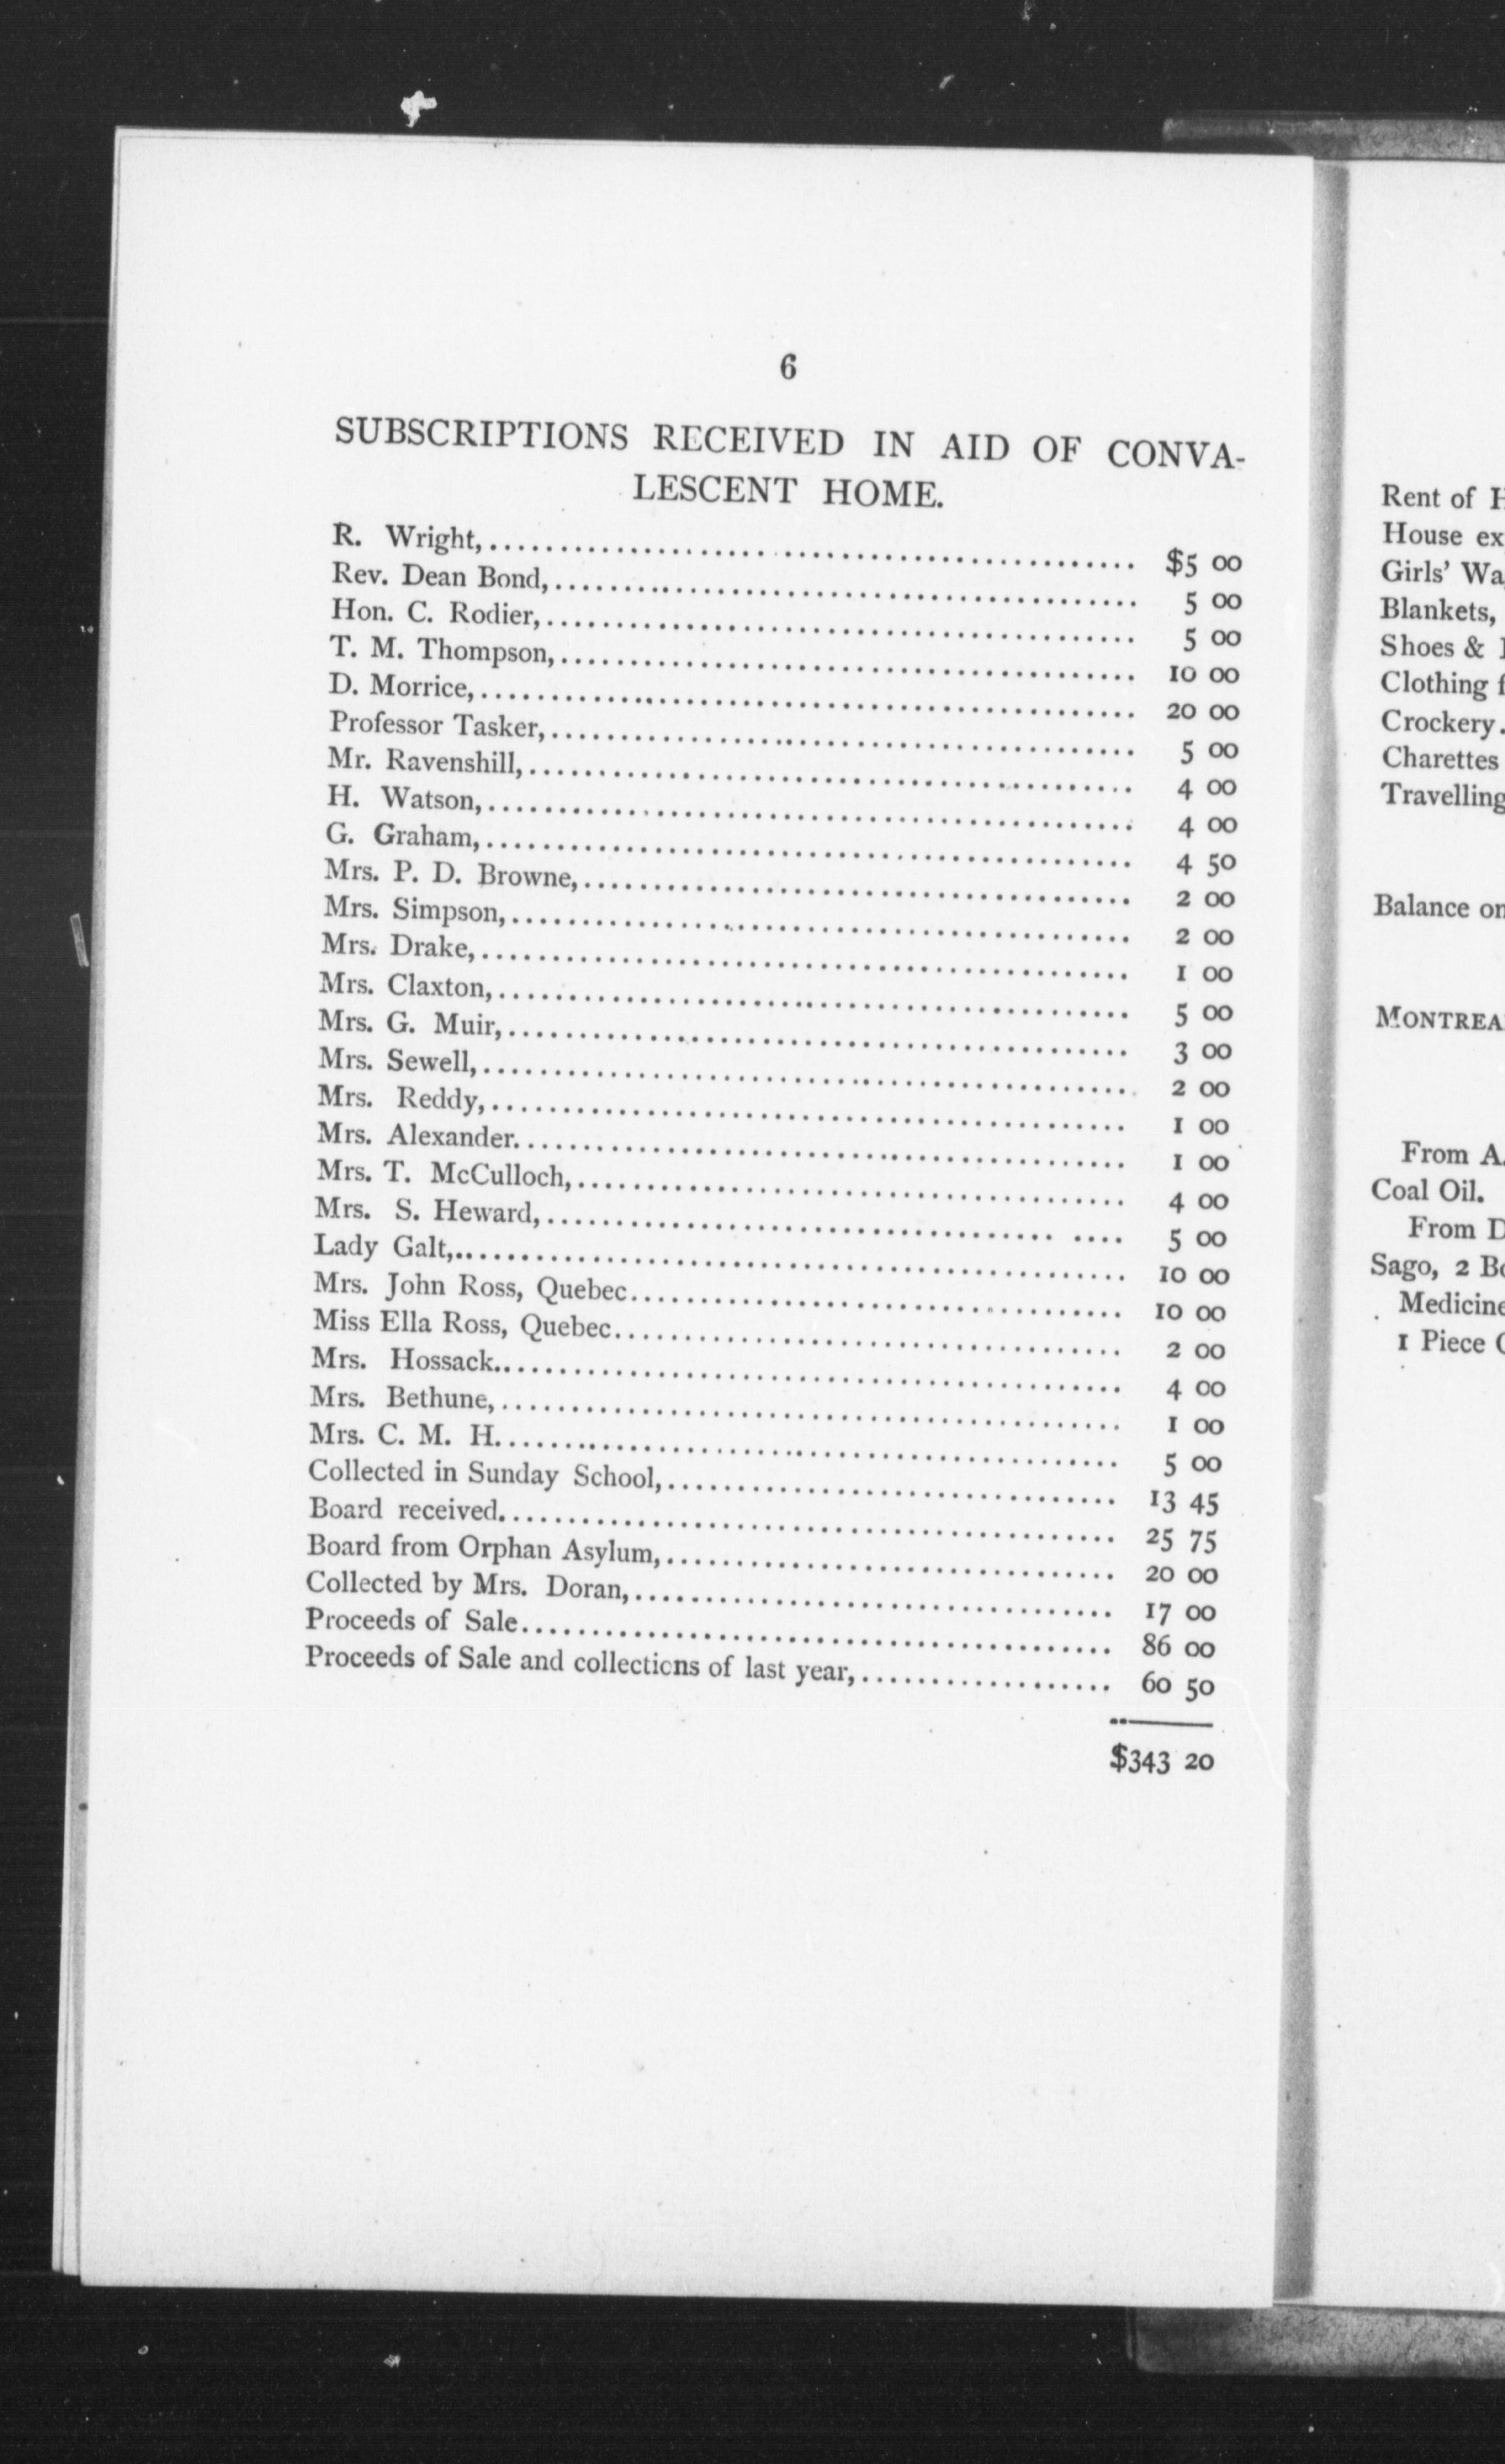 6
SUBSCRIPTIONS RECEIVED IN AID OF CONVA-
LESCENT HOME.
R. Wright,.......................................... $5 00
Rev. Dean Bond,.......................................... 5 00
Hon. C. Rodier,.......................................... 5 00
T. M. Thompson,.......................................... 10 00
D. Morrice,.......................................... 20 00
Professor Tasker,.......................................... 5 00
Mr. Ravenshill,.......................................... 4 00
H. Watson,.......................................... 4 00
G. Graham,.......................................... 4 50
Mrs. P. D. Browne,.......................................... 2 00
Mrs. Simpson,.......................................... 2 00
Mrs. Drake,.......................................... 1 00
Mrs. Claxton,.......................................... 5 00
Mrs. G. Muir,.......................................... 3 00
Mrs. Sewell,.......................................... 2 00
Mrs. Reddy,.......................................... 1 00
Mrs. Alexander.......................................... 1 00
Mrs. T. McCulloch,.......................................... 4 00
Mrs. S. Heward,.......................................... 5 00
Lady Galt,.......................................... 10 00
Mrs. John Ross, Quebec.......................................... 10 00
Miss Ella Ross, Quebec.......................................... 2 00
Mrs. Hossack.......................................... 4 00
Mrs. Bethune,.......................................... 1 00
Mrs. C. M. H.......................................... 5 00
Collected in Sunday School,.................................. 13 45
Board received.......................................... 25 75
Board from Orphan Asylum,.................................. 20 00
Collected by Mrs. Doran,.................................. 17 00
Proceeds of Sale.......................................... 86 00
Proceeds of Sale and collections of last year,.................. 60 50
$343 20
Rent of
House
Girls'
Blankets,
Shoes &
Clothing
Crockery.
Charettes
Travelling
Balance
From A.
Coal Oil.
From
Sago, 2
Medicine
1 Piece